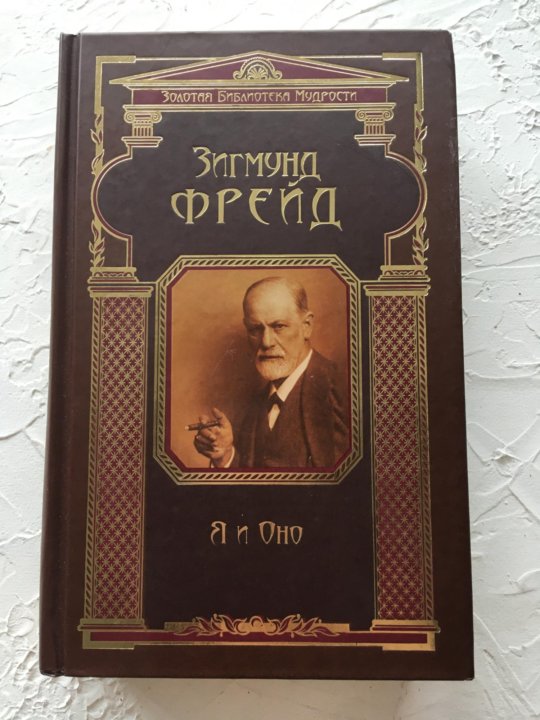 Золотая Библиотека Мудрости
Зигмунд
ФРЕЙД
Я и Оно